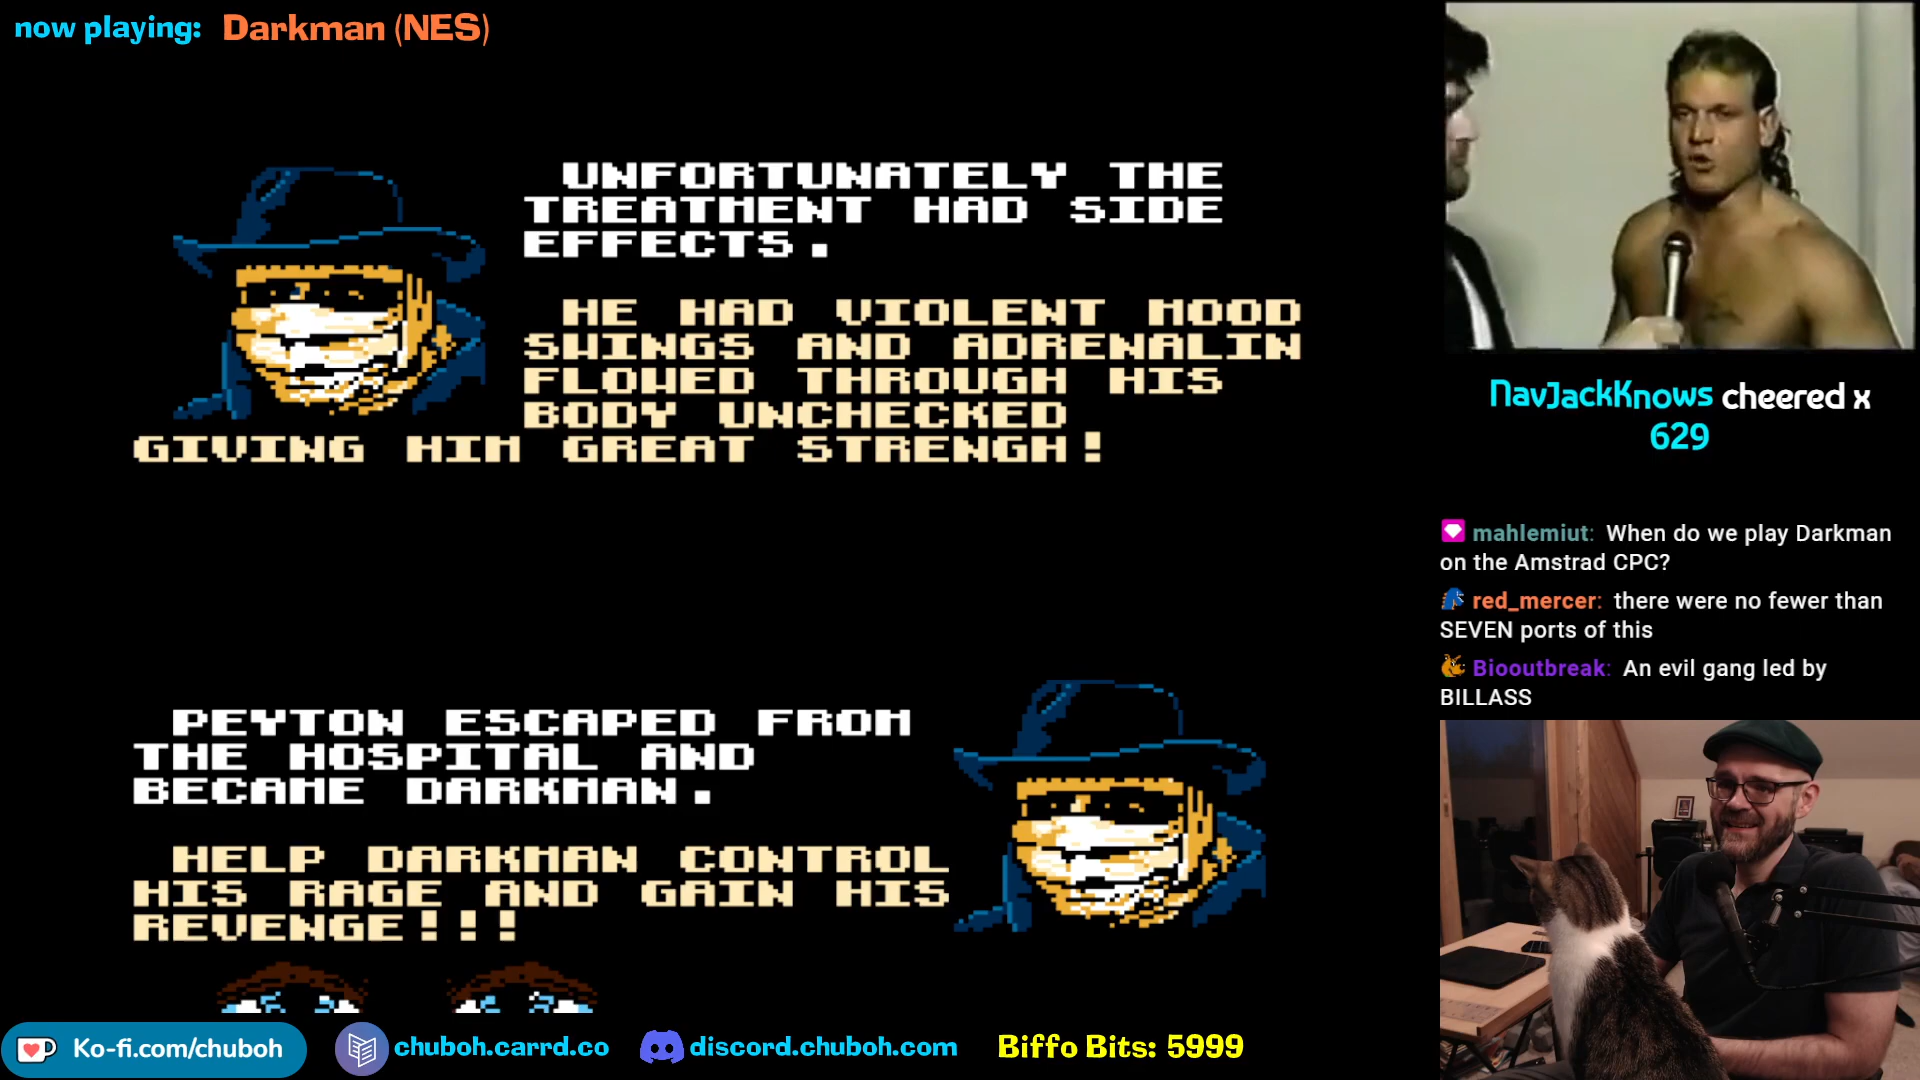 now playing: Darkman (NES)
UNFORTUNATELY THE
TREATMENT HAD SIDE
EFFECTS.
HE HAD VIOLENT MOOD
SWINGS AND ADRENALIN
FLOWED THROUGH HIS
BODY UNCHECKED
GIVING HIM GREAT STRENGH!
PEYTON ESCAPED FROM
THE HOSPITAL AND
BECAME DARKMAN.
HELP DARKMAN CONTROL
HIS RAGE AND GAIN HIS
REVENGE!!!
NavJackKnows cheered x
629
mahlemiut: When do we play Darkman
on the Amstrad CPC?
red_mercer: there were no fewer than
SEVEN ports of this
Biooutbreak: An evil gang led by
BILLASS
Ko-fi.com/chuboh
chuboh.carrd.co
discord.chuboh.com
Biffo Bits: 5999